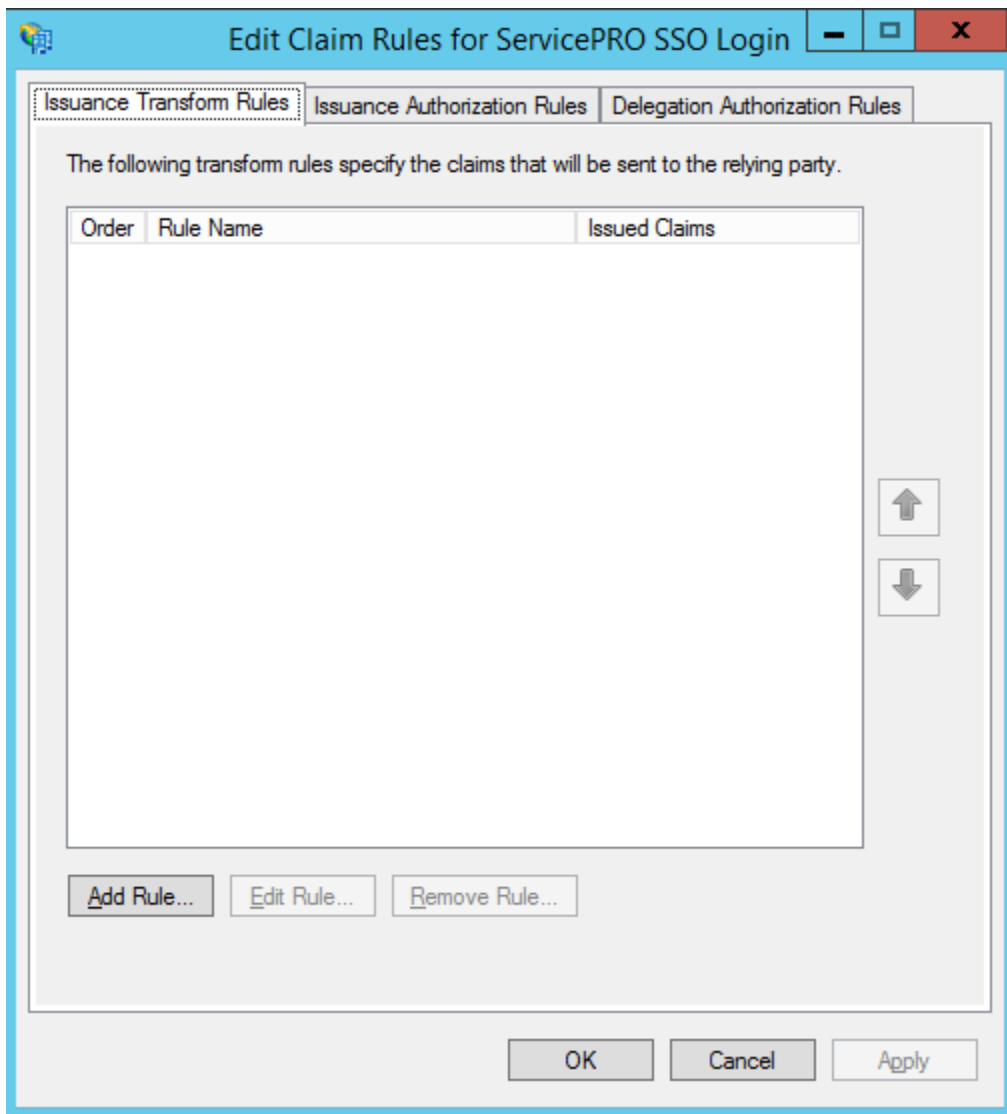 Edit Claim Rules for ServicePRO SSO Login
Issuance Transform Rules Issuance Authorization Rules Delegation Authorization Rules
The following transform rules specify the claims that will be sent to the relying party.
Order Rule Name Issued Claims
Add Rule... Edit Rule... Remove Rule...
OK Cancel Apply